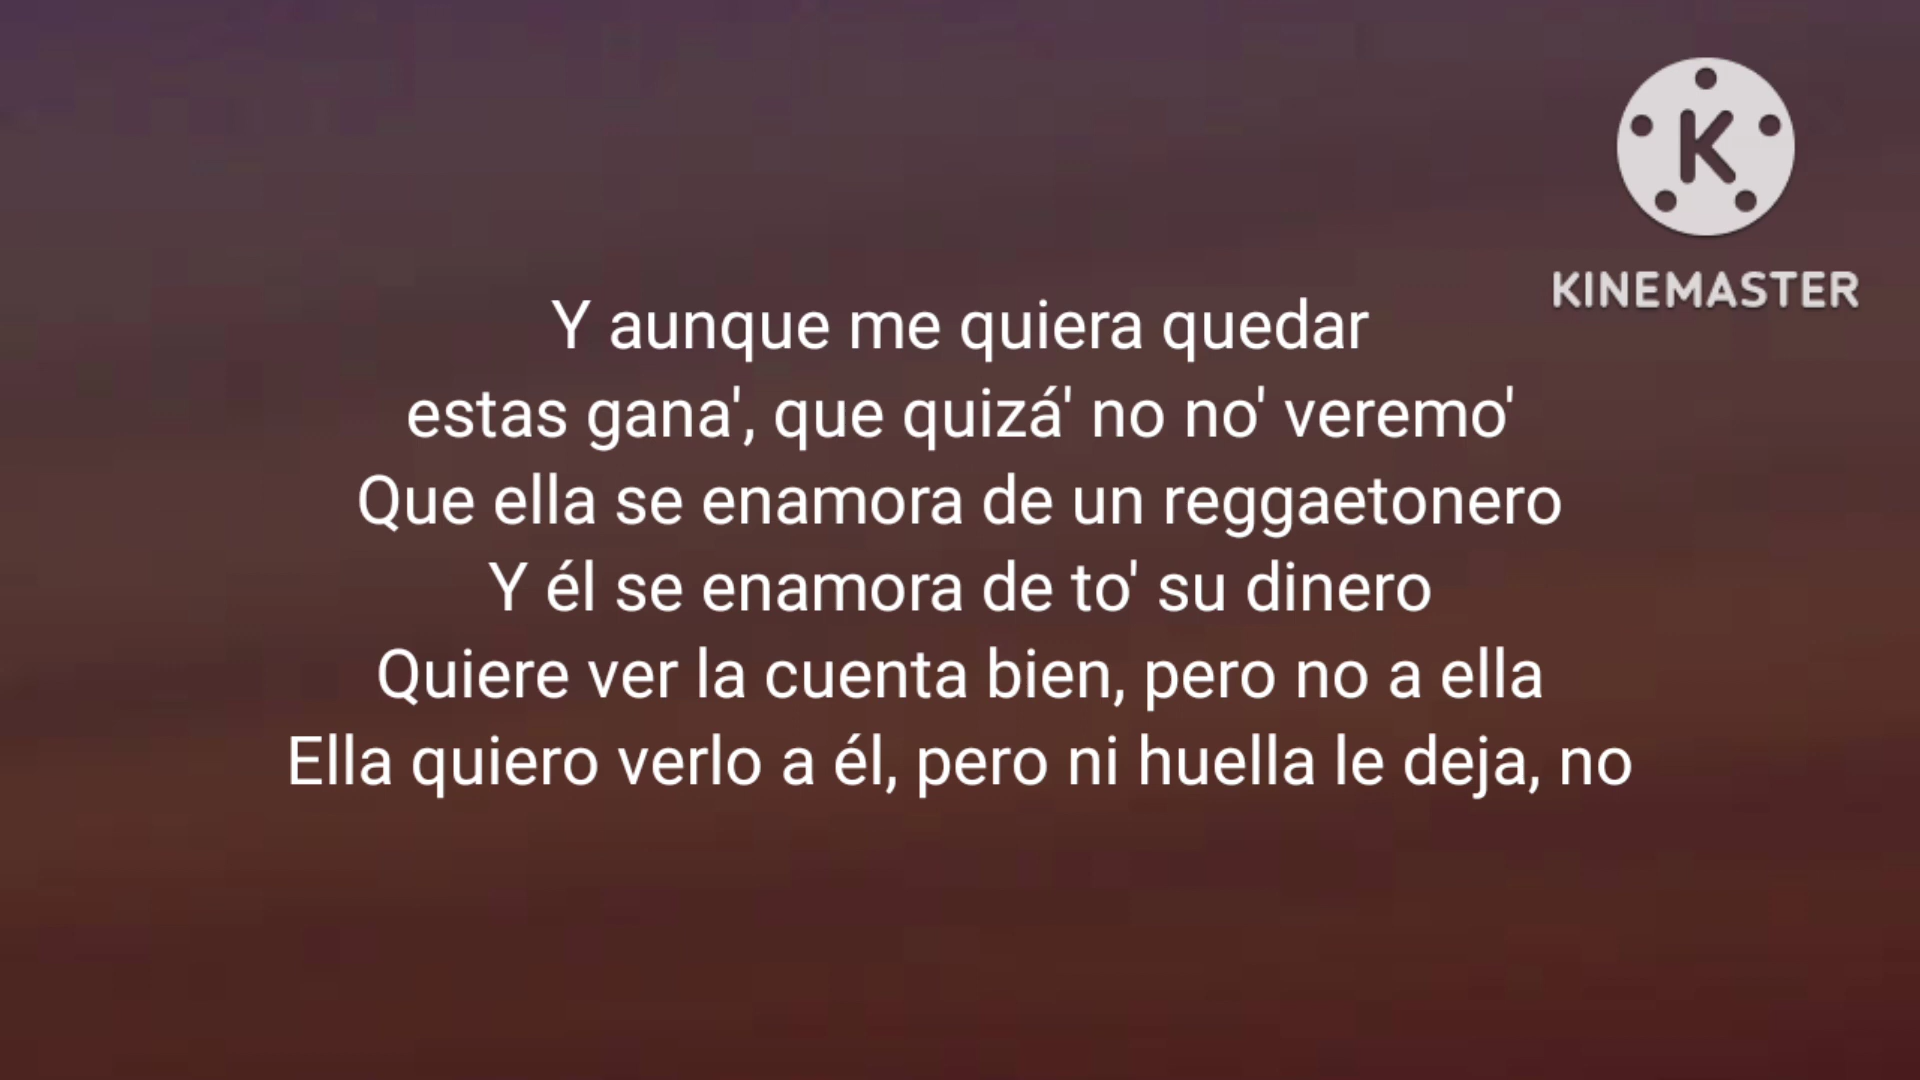 K
KINEMASTER
Y aunque me quiera quedar
estas gana', que quizá' no no' veremo'
Que ella se enamora de un reggaetonero
Y él se enamora de to' su dinero
Quiere ver la cuenta bien, pero no a ella
Ella quiero verlo a él, pero ni huella le deja, no